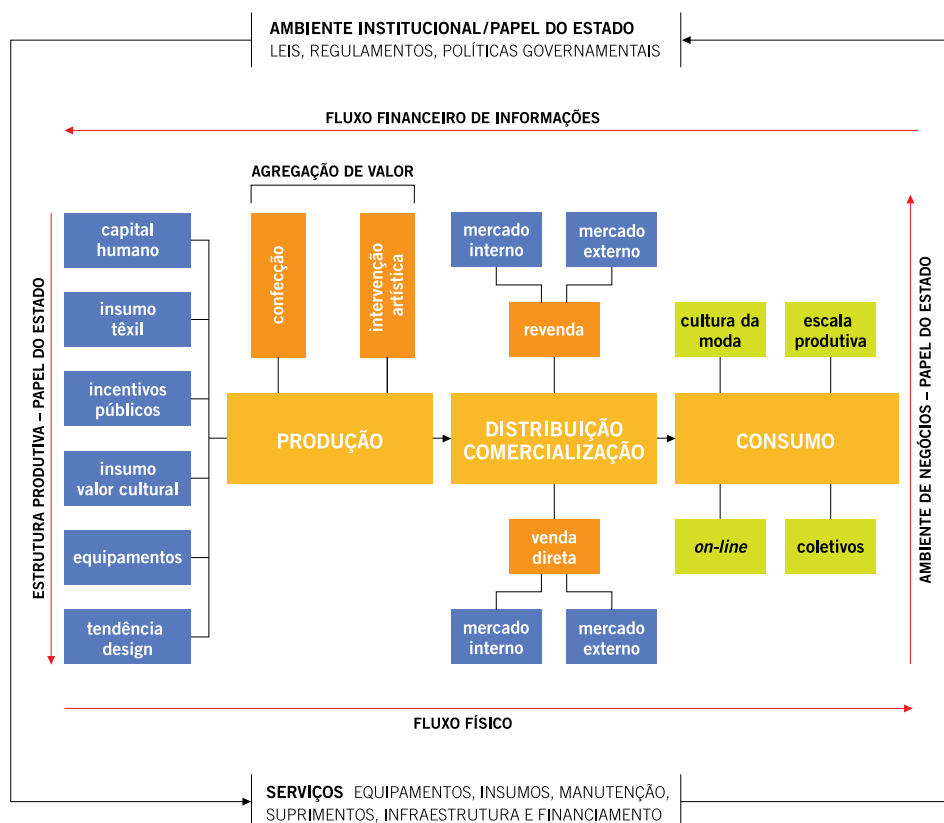 AMBIENTE INSTITUCIONAL/PAPEL DO ESTADO
LEIS, REGULAMENTOS, POLÍTICAS GOVERNAMENTAIS
FLUXO FINANCEIRO DE INFORMAÇÕES
AGREGAÇÃO DE VALOR
ESTRUTURA PRODUTIVA – PAPEL DO ESTADO
capital
humano
insumo
têxil
incentivos
públicos
insumo
valor cultural
equipamentos
tendência
design
confecção
intervenção
artística
PRODUÇÃO
mercado
interno
mercado
externo
revenda
DISTRIBUIÇÃO
COMERCIALIZAÇÃO
venda
direta
mercado
interno
mercado
externo
cultura da
moda
escala
produtiva
CONSUMO
on-line
coletivos
AMBIENTE DE NEGÓCIOS – PAPEL DO ESTADO
FLUXO FÍSICO
SERVIÇOS EQUIPAMENTOS, INSUMOS, MANUTENÇÃO,
SUPRIMENTOS, INFRAESTRUTURA E FINANCIAMENTO